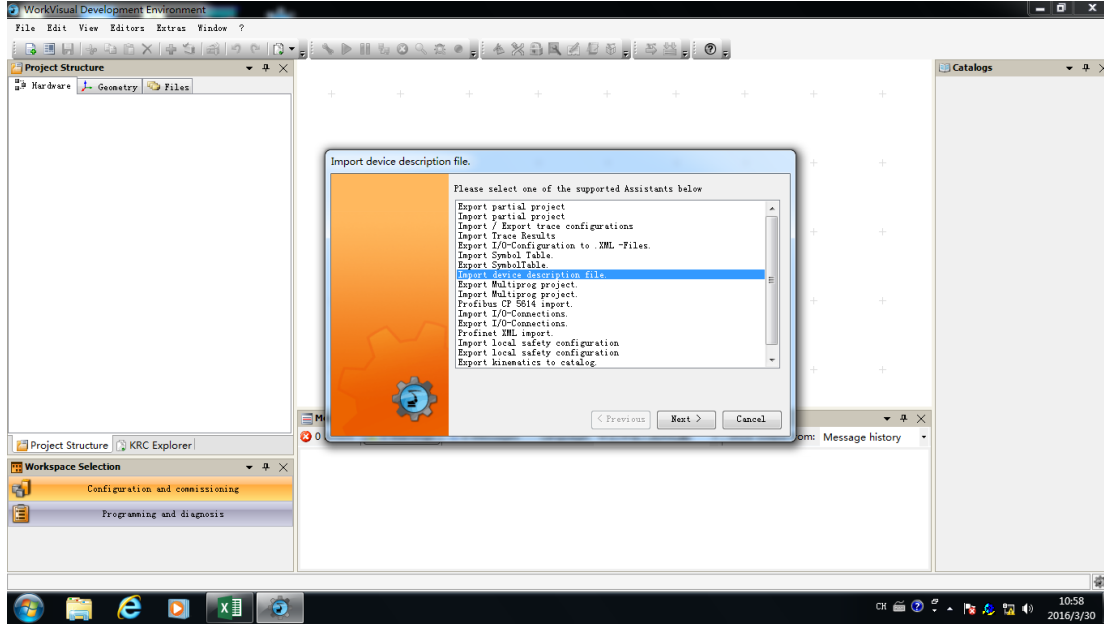 WorkVisual Development Environment
File Edit View Editors Extras Window ?
Project Structure
Catalogs
Hardware Geometry Files
Import device description file.
Please select one of the supported Assistants below
Export partial project
Import partial project
Import / Export trace configurations
Import Trace Results
Export I/O-Configuration to .XML -Files.
Import Symbol Table.
Export SymbolTable.
Import device description file.
Export Multiprog project.
Import Multiprog project.
Profibus CP 5614 import.
Import I/O-Connections.
Export I/O-Connections.
Profinet XML import.
Import local safety configuration
Export local safety configuration
Export kinematics to catalog.
< Previous Next > Cancel
0 om: Message history
Project Structure KRC Explorer
Workspace Selection
Configuration and commissioning
Programming and diagnosis
CH 10:58
2016/3/30